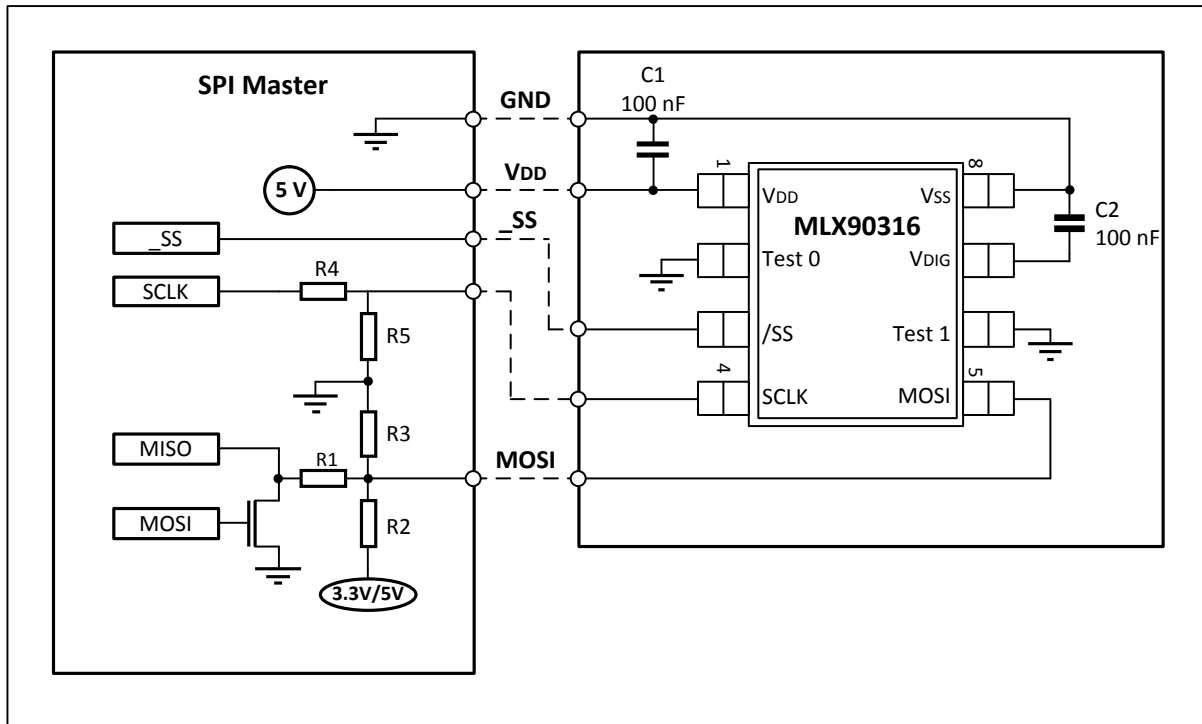 SPI Master
GND
VDD
_SS
5 V
_SS
SCLK
R4
R5
R3
MISO
R1
MOSI
R2
3.3V/5V
MOSI
C1
100 nF
1
8
VDD
VSS
MLX90316
C2
100 nF
Test 0
VDIG
/SS
Test 1
4
5
SCLK
MOSI